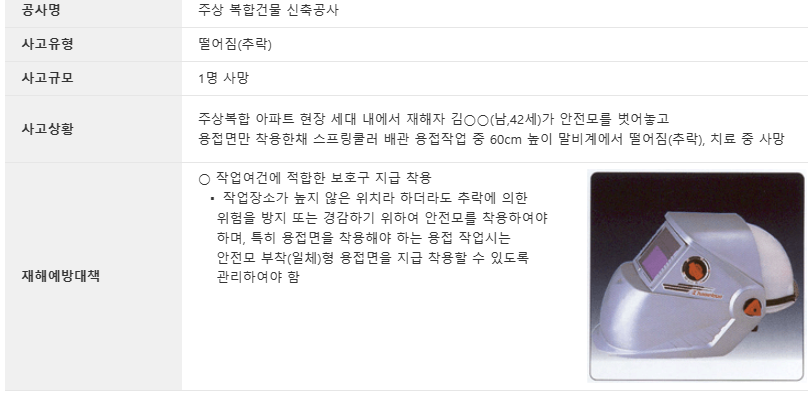 공사명
주상 복합건물 신축공사
사고유형
떨어짐(추락)
사고규모
1명 사망
사고상황
주상복합 아파트 현장 세대 내에서 재해자 김○○(남,42세)가 안전모를 벗어놓고
용접면만 착용한채 스프링쿨러 배관 용접작업 중 60cm 높이 말비계에서 떨어짐(추락), 치료 중 사망
재해예방대책
○ 작업여건에 적합한 보호구 지급 착용
▪ 작업장소가 높지 않은 위치라 하더라도 추락에 의한
위험을 방지 또는 경감하기 위하여 안전모를 착용하여야
하며, 특히 용접면을 착용해야 하는 용접 작업시는
안전모 부착(일체)형 용접면을 지급 착용할 수 있도록
관리하여야 함